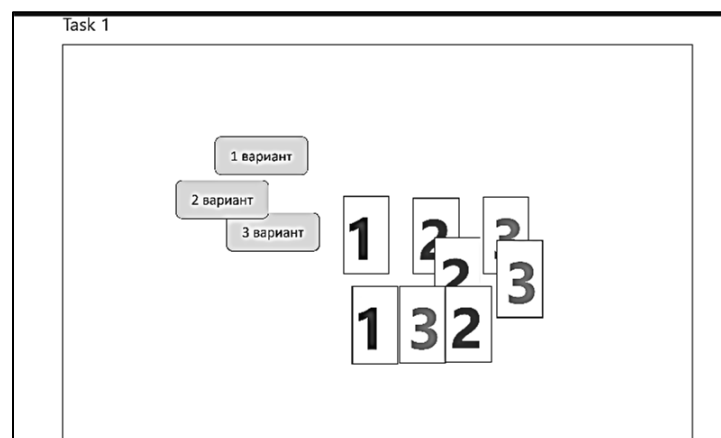 Task 1
1 вариант
2 вариант
3 вариант
1 2 3
2 3
1 3 2